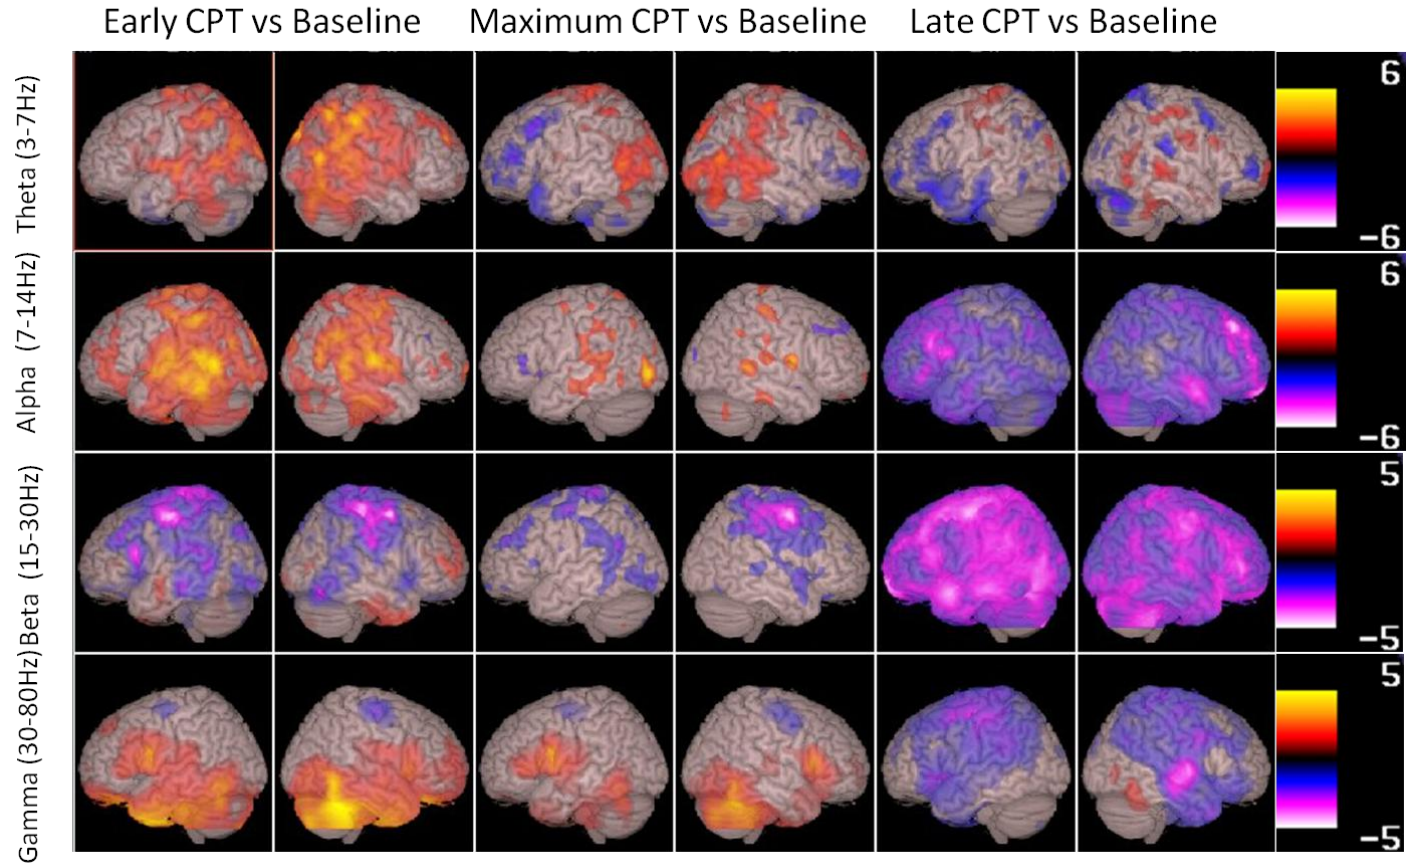 Early CPT vs Baseline Maximum CPT vs Baseline Late CPT vs Baseline
Theta (3-7Hz)
6
-6
Alpha (7-14Hz)
6
-6
Beta (15-30Hz)
5
-5
Gamma (30-80Hz)
5
-5